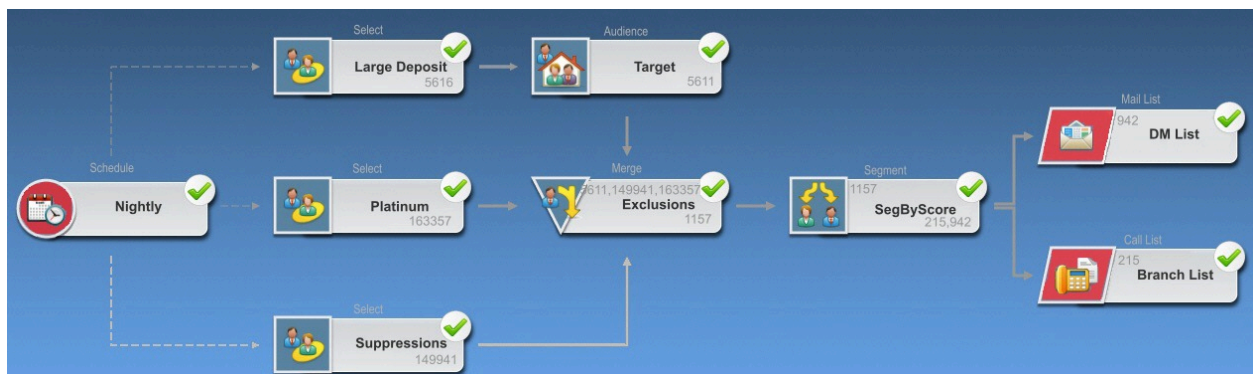 Select
Large Deposit
5616
Audience
Target
5611
Schedule
Nightly
Select
Platinum
163357
Merge
5611,149941,163357
Exclusions
1157
Segment
1157
SegByScore
215,942
Mail List
942
DM List
Call List
215
Branch List
Select
Suppressions
149941